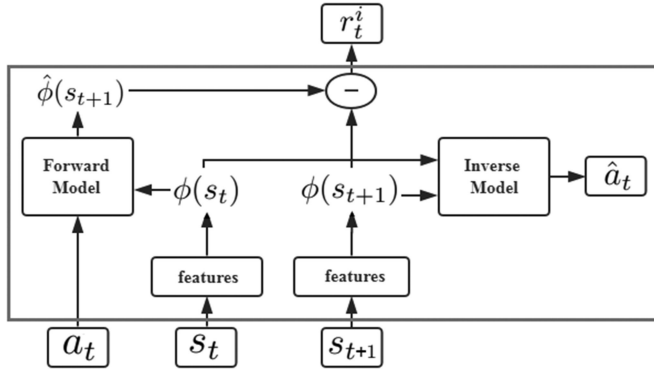 r_t^i
ϕ̂(s_{t+1})
−
Forward
Model
ϕ(s_t)
ϕ(s_{t+1})
Inverse
Model
â_t
features
features
a_t
s_t
s_{t+1}